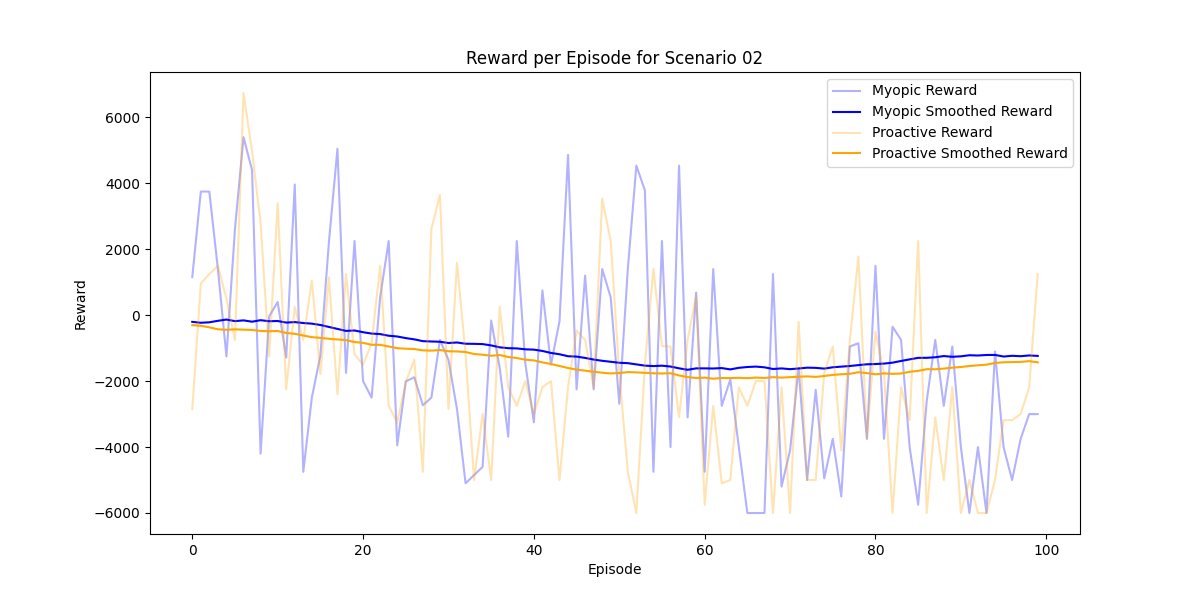 Reward per Episode for Scenario 02
Myopic Reward
Myopic Smoothed Reward
Proactive Reward
Proactive Smoothed Reward
Reward
6000
4000
2000
0
−2000
−4000
−6000
0 20 40 60 80 100
Episode